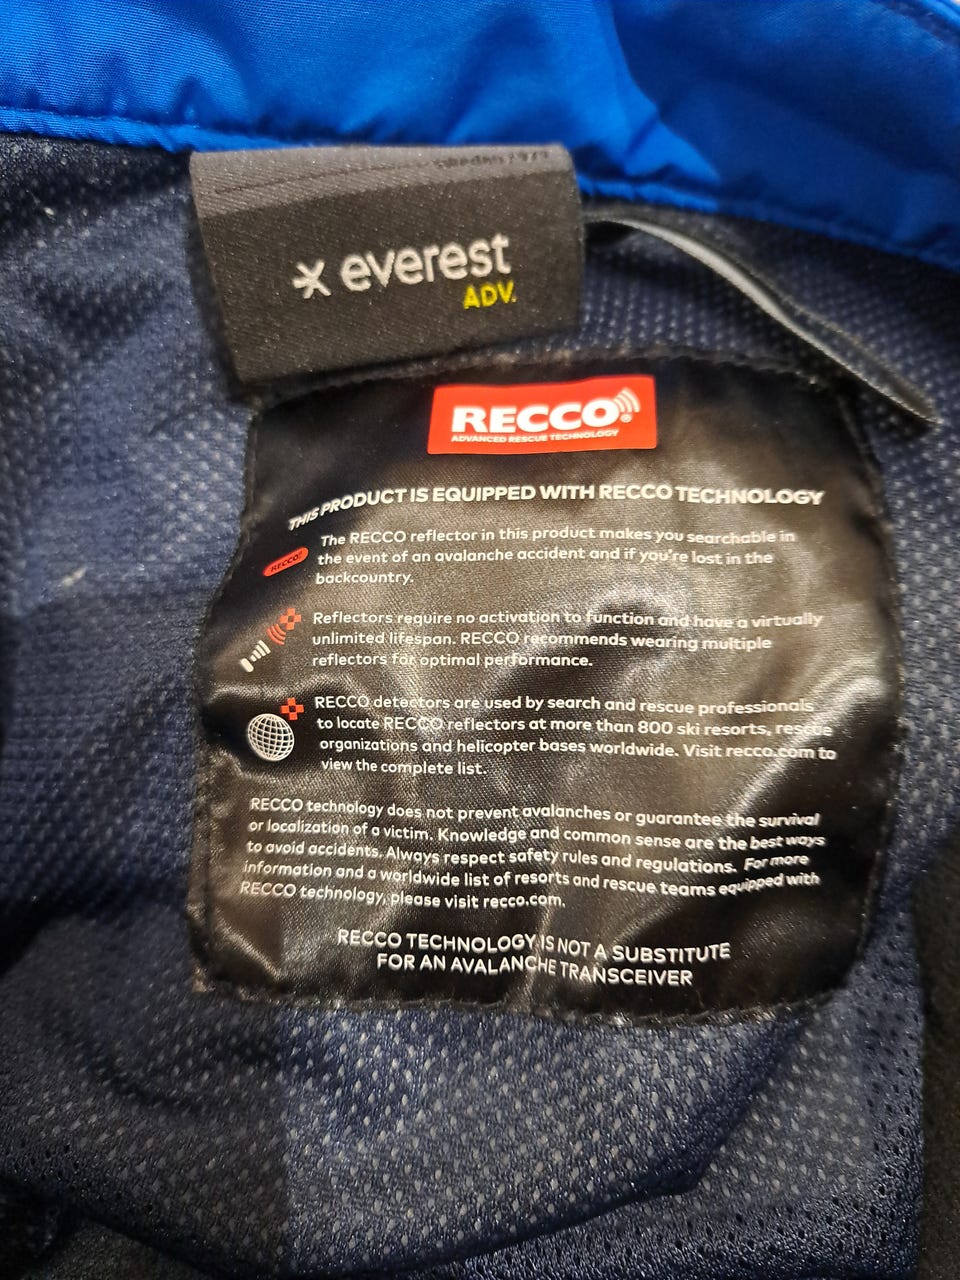 sweden 1979
everest
ADV.
RECCO®
ADVANCED RESCUE TECHNOLOGY
THIS PRODUCT IS EQUIPPED WITH RECCO TECHNOLOGY
The RECCO reflector in this product makes you searchable in
the event of an avalanche accident and if you're lost in the
backcountry.
RECCO®
Reflectors require no activation to function and have a virtually
unlimited lifespan. RECCO recommends wearing multiple
reflectors for optimal performance.
RECCO detectors are used by search and rescue professionals
to locate RECCO reflectors at more than 800 ski resorts, rescue
organizations and helicopter bases worldwide. Visit recco.com to
view the complete list.
RECCO technology does not prevent avalanches or guarantee the survival
or localization of a victim. Knowledge and common sense are the best ways
to avoid accidents. Always respect safety rules and regulations. For more
information and a worldwide list of resorts and rescue teams equipped with
RECCO technology, please visit recco.com.
RECCO TECHNOLOGY IS NOT A SUBSTITUTE
FOR AN AVALANCHE TRANSCEIVER